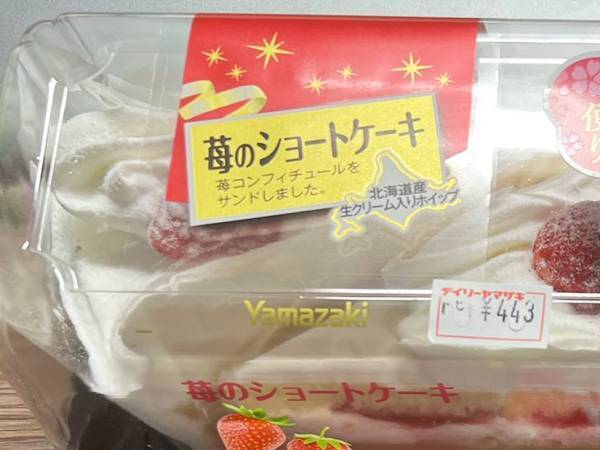 苺のショートケーキ
苺コンフィチュールを
サンドしました。
北海道産
生クリーム入りホイップ
便り
デイリーヤマザキ
¥443
Yamazaki
苺のショートケーキ